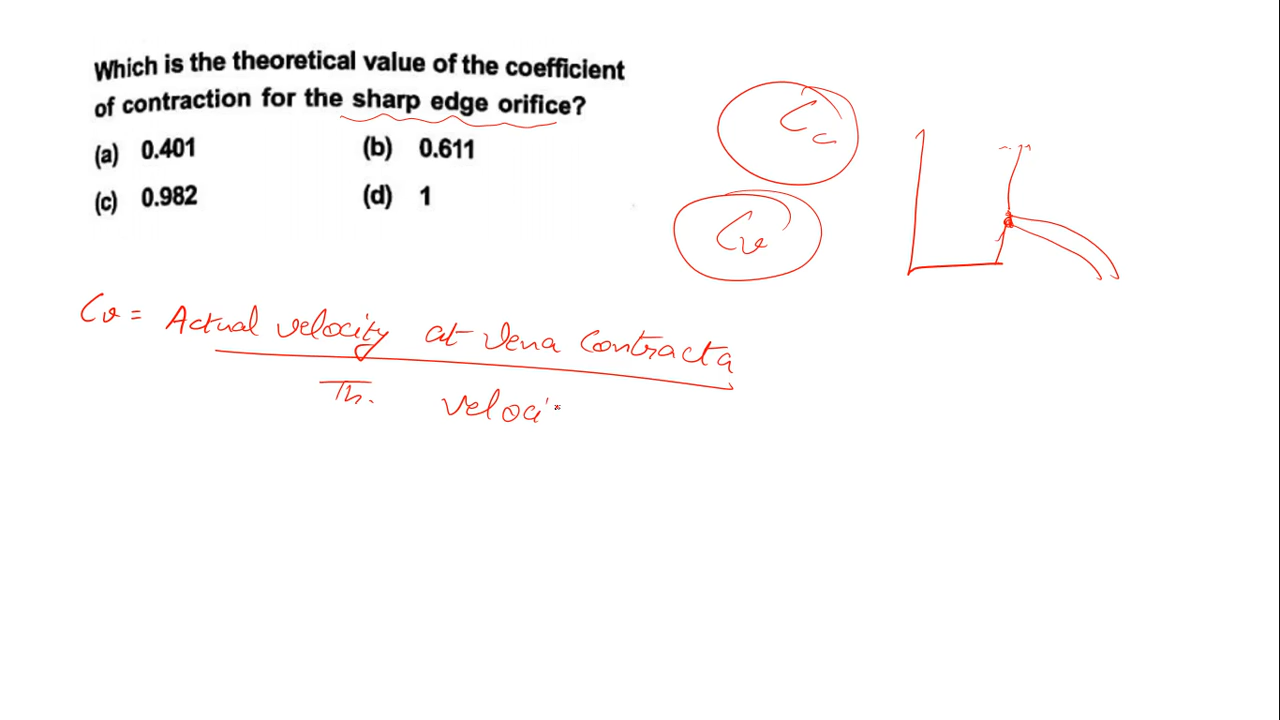 Which is the theoretical value of the coefficient
of contraction for the sharp edge orifice?
(a) 0.401 (b) 0.611
(c) 0.982 (d) 1
Cc
Cv
Cv = Actual velocity at Vena Contracta
Th. veloci